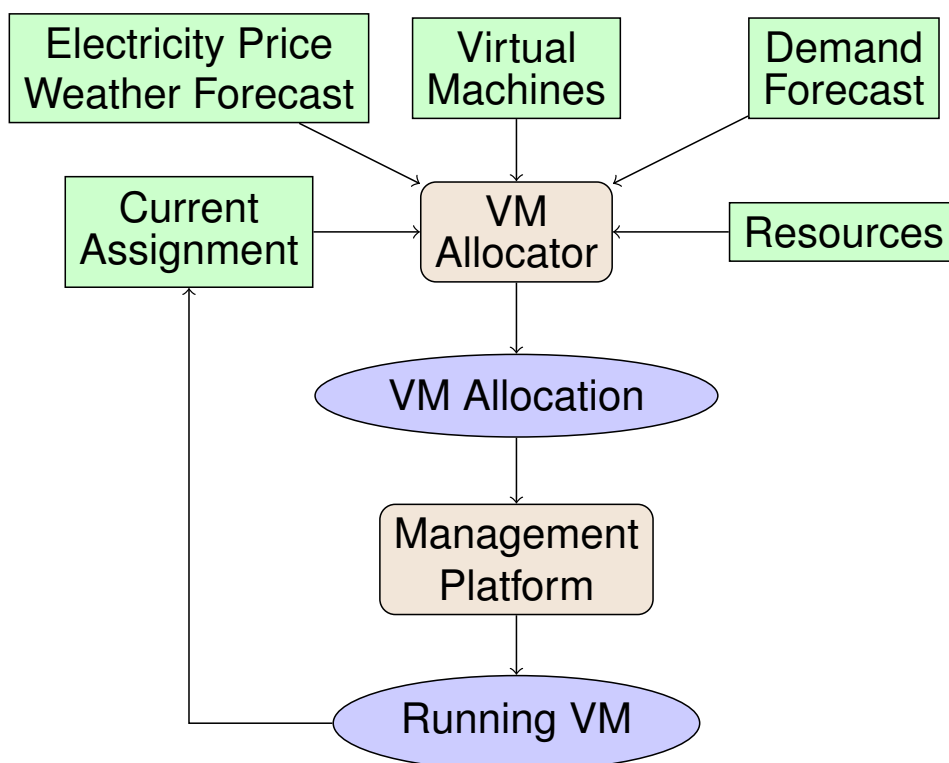 Electricity Price
Weather Forecast
Virtual
Machines
Demand
Forecast
Current
Assignment
VM
Allocator
Resources
VM Allocation
Management
Platform
Running VM